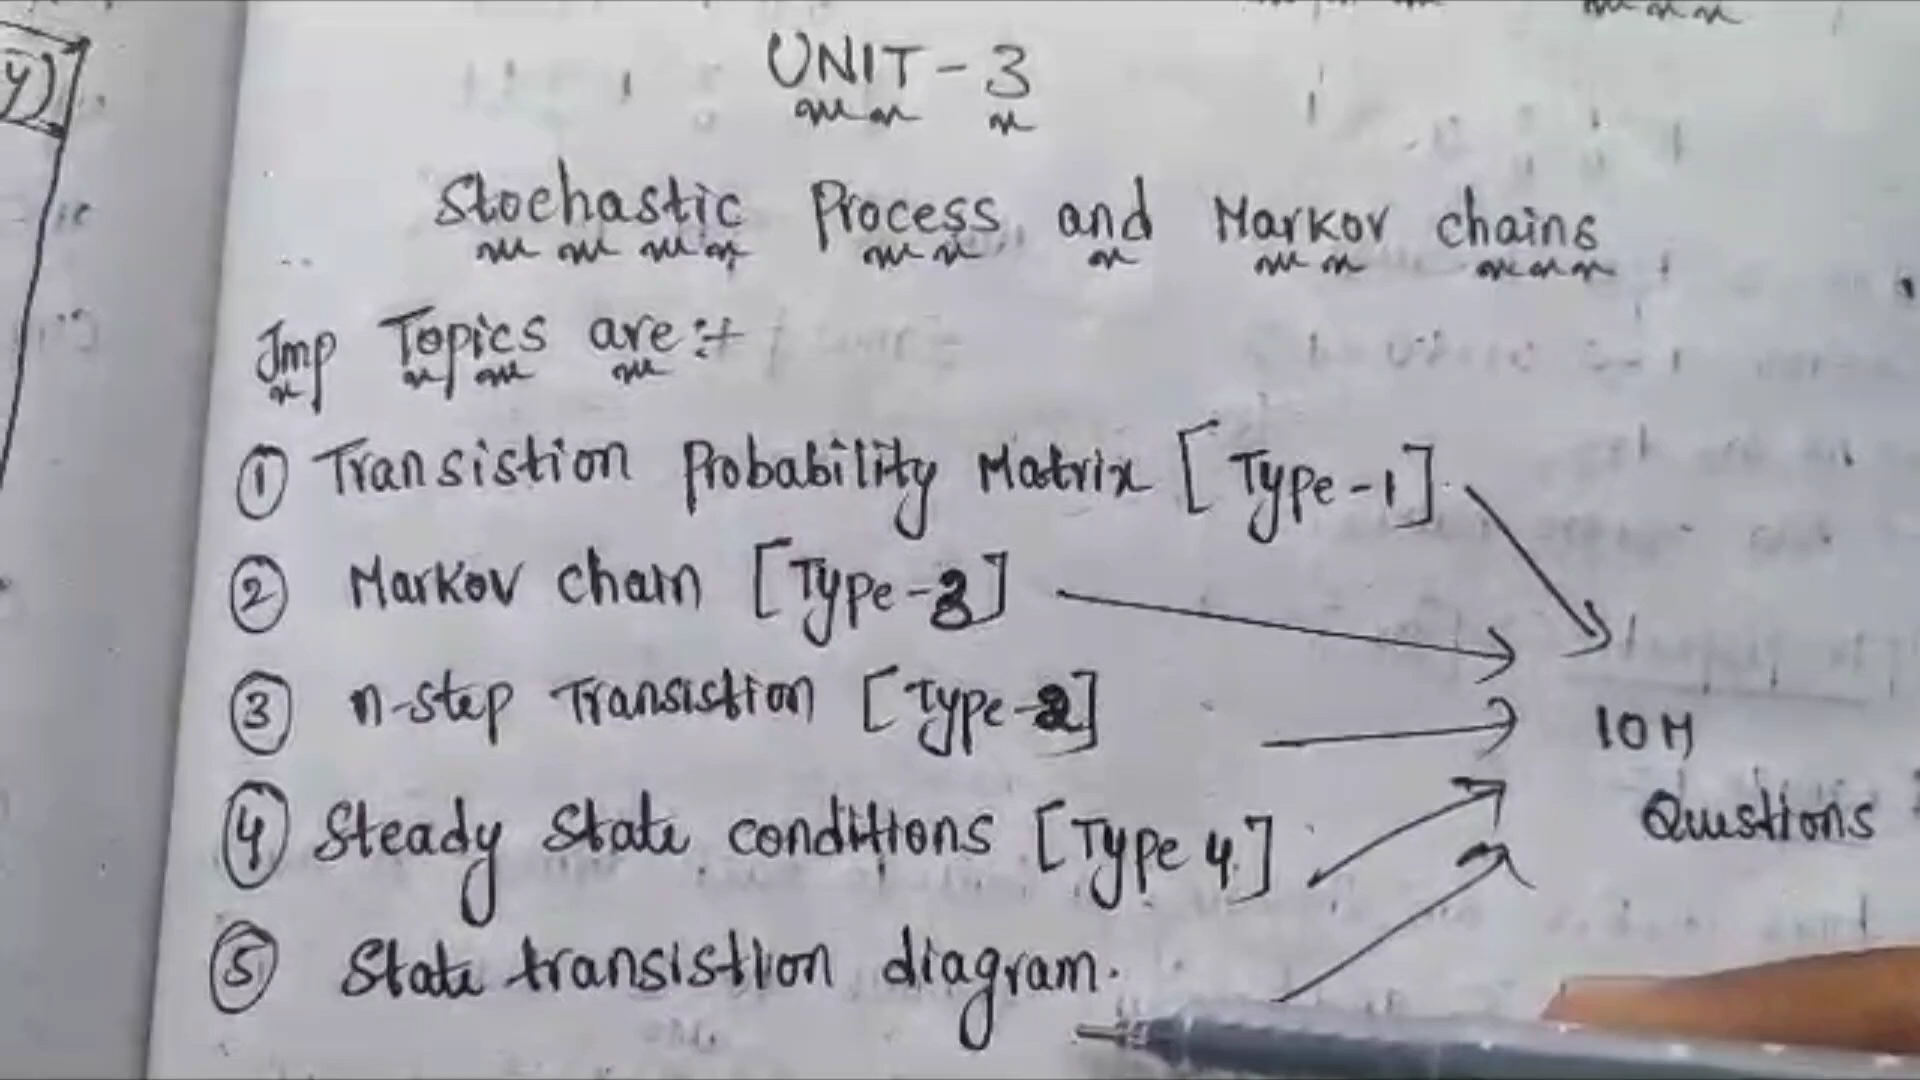 y)
UNIT - 3
Stochastic Process and Markov chains
Imp Topics are :+
① Transistion Probability Matrix [Type-1]
② Markov chain [Type-3]
③ n-step Transistion [Type-2]
④ Steady State conditions [Type 4]
⑤ State transistion diagram.
10M
Questions